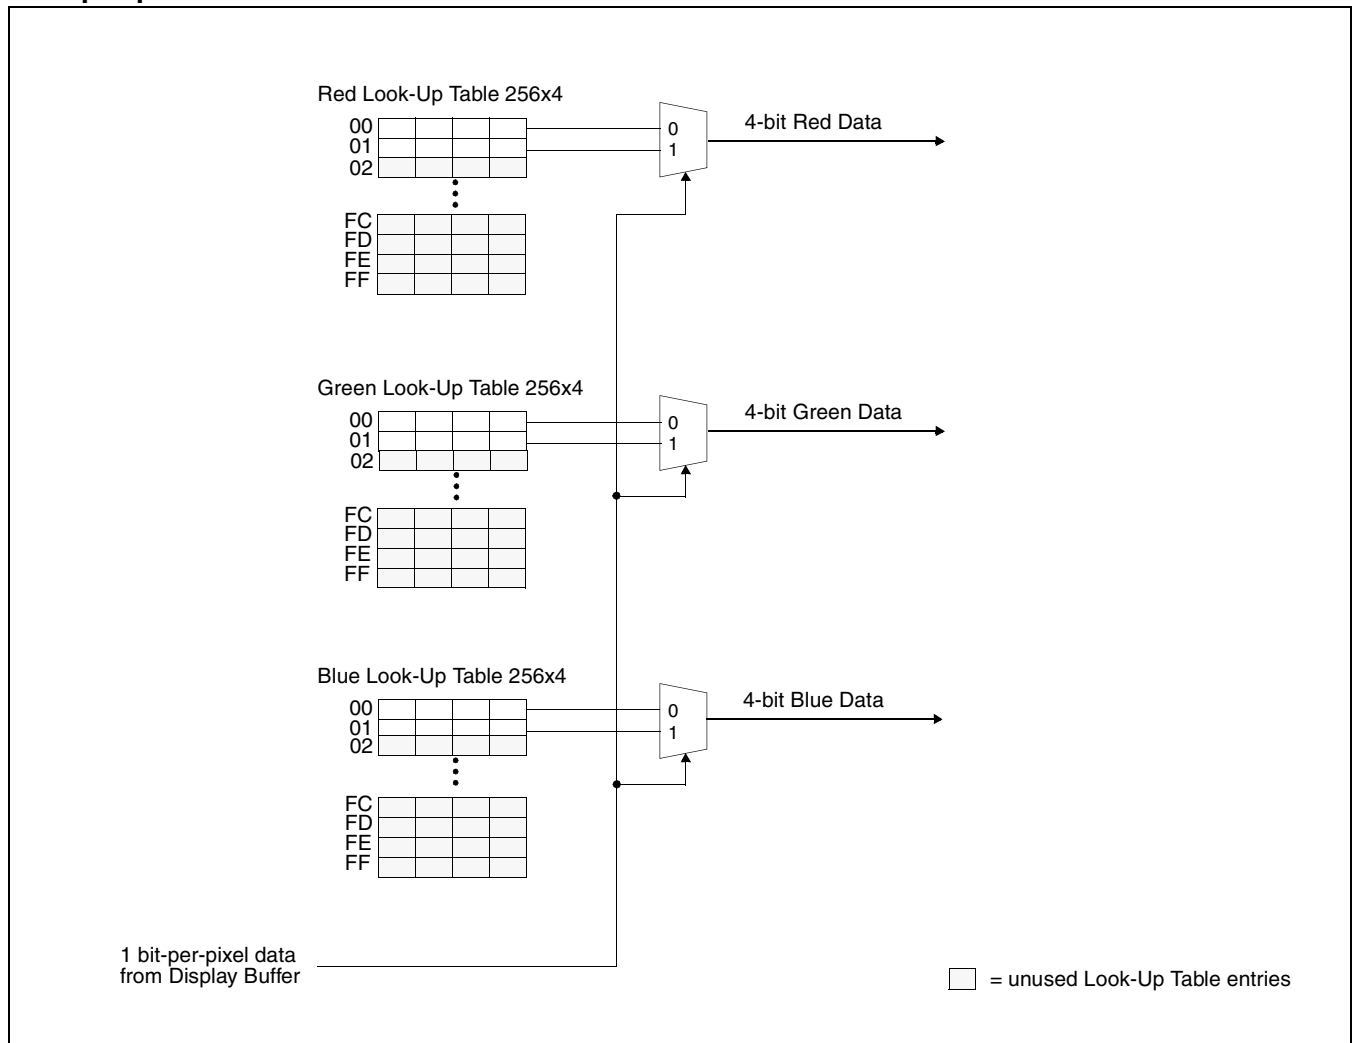 Red Look-Up Table 256x4
00
01
02
FC
FD
FE
FF
0
1
4-bit Red Data
Green Look-Up Table 256x4
00
01
02
FC
FD
FE
FF
0
1
4-bit Green Data
Blue Look-Up Table 256x4
00
01
02
FC
FD
FE
FF
0
1
4-bit Blue Data
1 bit-per-pixel data
from Display Buffer
= unused Look-Up Table entries